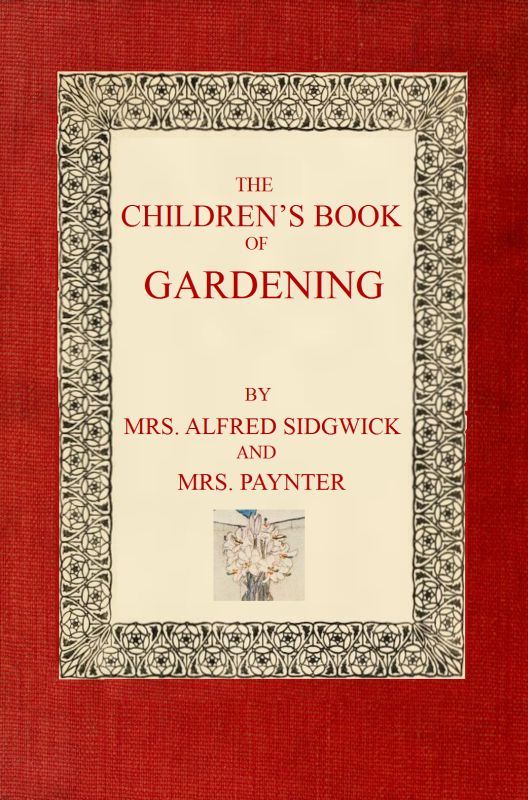 THE
CHILDREN’S BOOK
OF
GARDENING
BY
MRS. ALFRED SIDGWICK
AND
MRS. PAYNTER